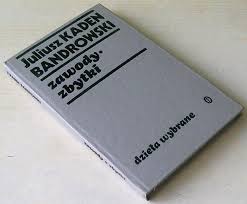 Juliusz KADEN
BANDROWSKI
zawody.
zbytki
dzieła wybrane